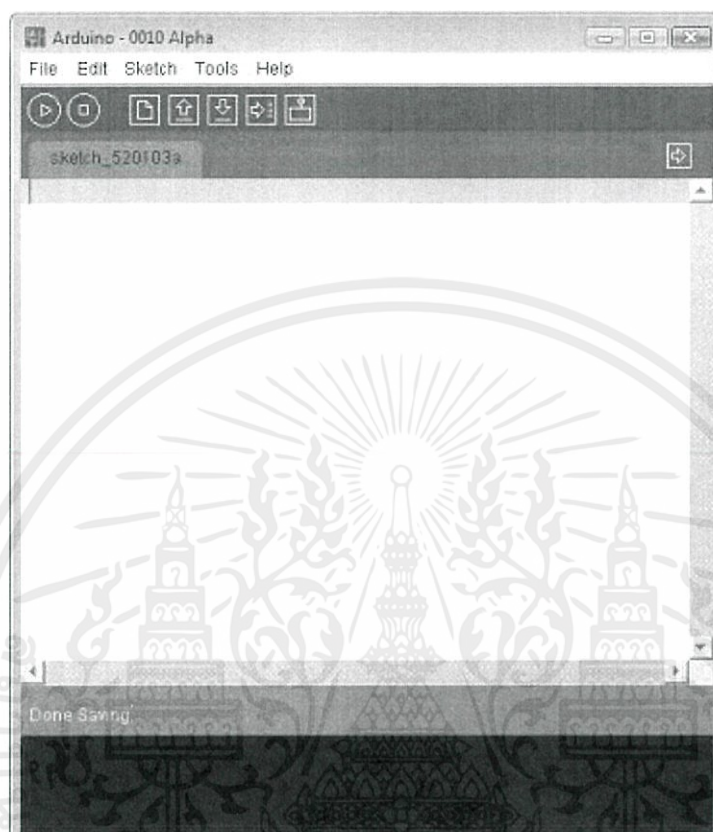 Arduino - 0010 Alpha
File Edit Sketch Tools Help
sketch_520103a
Done Saving.